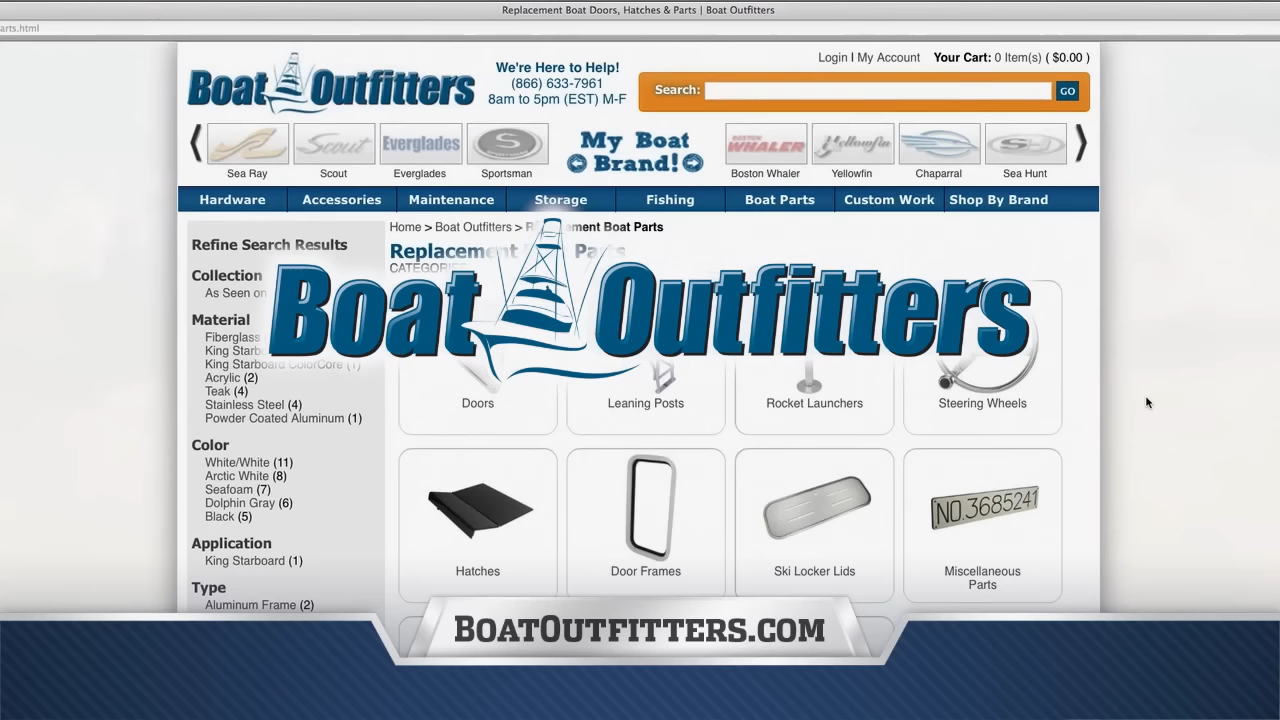 Replacement Boat Doors, Hatches & Parts | Boat Outfitters
arts.html
Login | My Account Your Cart: 0 Item(s) ( $0.00 )
Boat Outfitters
We're Here to Help!
(866) 633-7961
8am to 5pm (EST) M-F
Search:
GO
Scout
Everglades
S
My Boat
Brand!
BOSTON
WHALER
Yellowfin
SH
Sea Ray
Scout
Everglades
Sportsman
Boston Whaler
Yellowfin
Chaparral
Sea Hunt
Hardware Accessories Maintenance Storage Fishing Boat Parts Custom Work Shop By Brand
Home > Boat Outfitters > Replacement Boat Parts
Replacement Parts
CATEGORIES
Refine Search Results
Collection
As Seen on
Material
Fiberglass
King Starb
King Starboard ColorCore (1)
Acrylic (2)
Teak (4)
Stainless Steel (4)
Powder Coated Aluminum (1)
Color
White/White (11)
Arctic White (8)
Seafoam (7)
Dolphin Gray (6)
Black (5)
Application
King Starboard (1)
Type
Aluminum Frame (2)
Boat Outfitters
Doors
Leaning Posts
Rocket Launchers
Steering Wheels
NO.3685241
Hatches
Door Frames
Ski Locker Lids
Miscellaneous
Parts
BoatOutfitters.com